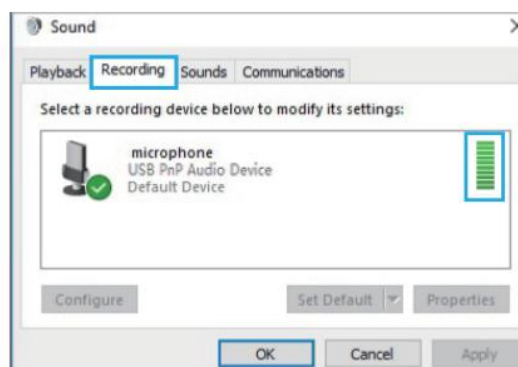 Sound
Playback Recording Sounds Communications
Select a recording device below to modify its settings:
microphone
USB PnP Audio Device
Default Device
Configure Set Default Properties
OK Cancel Apply